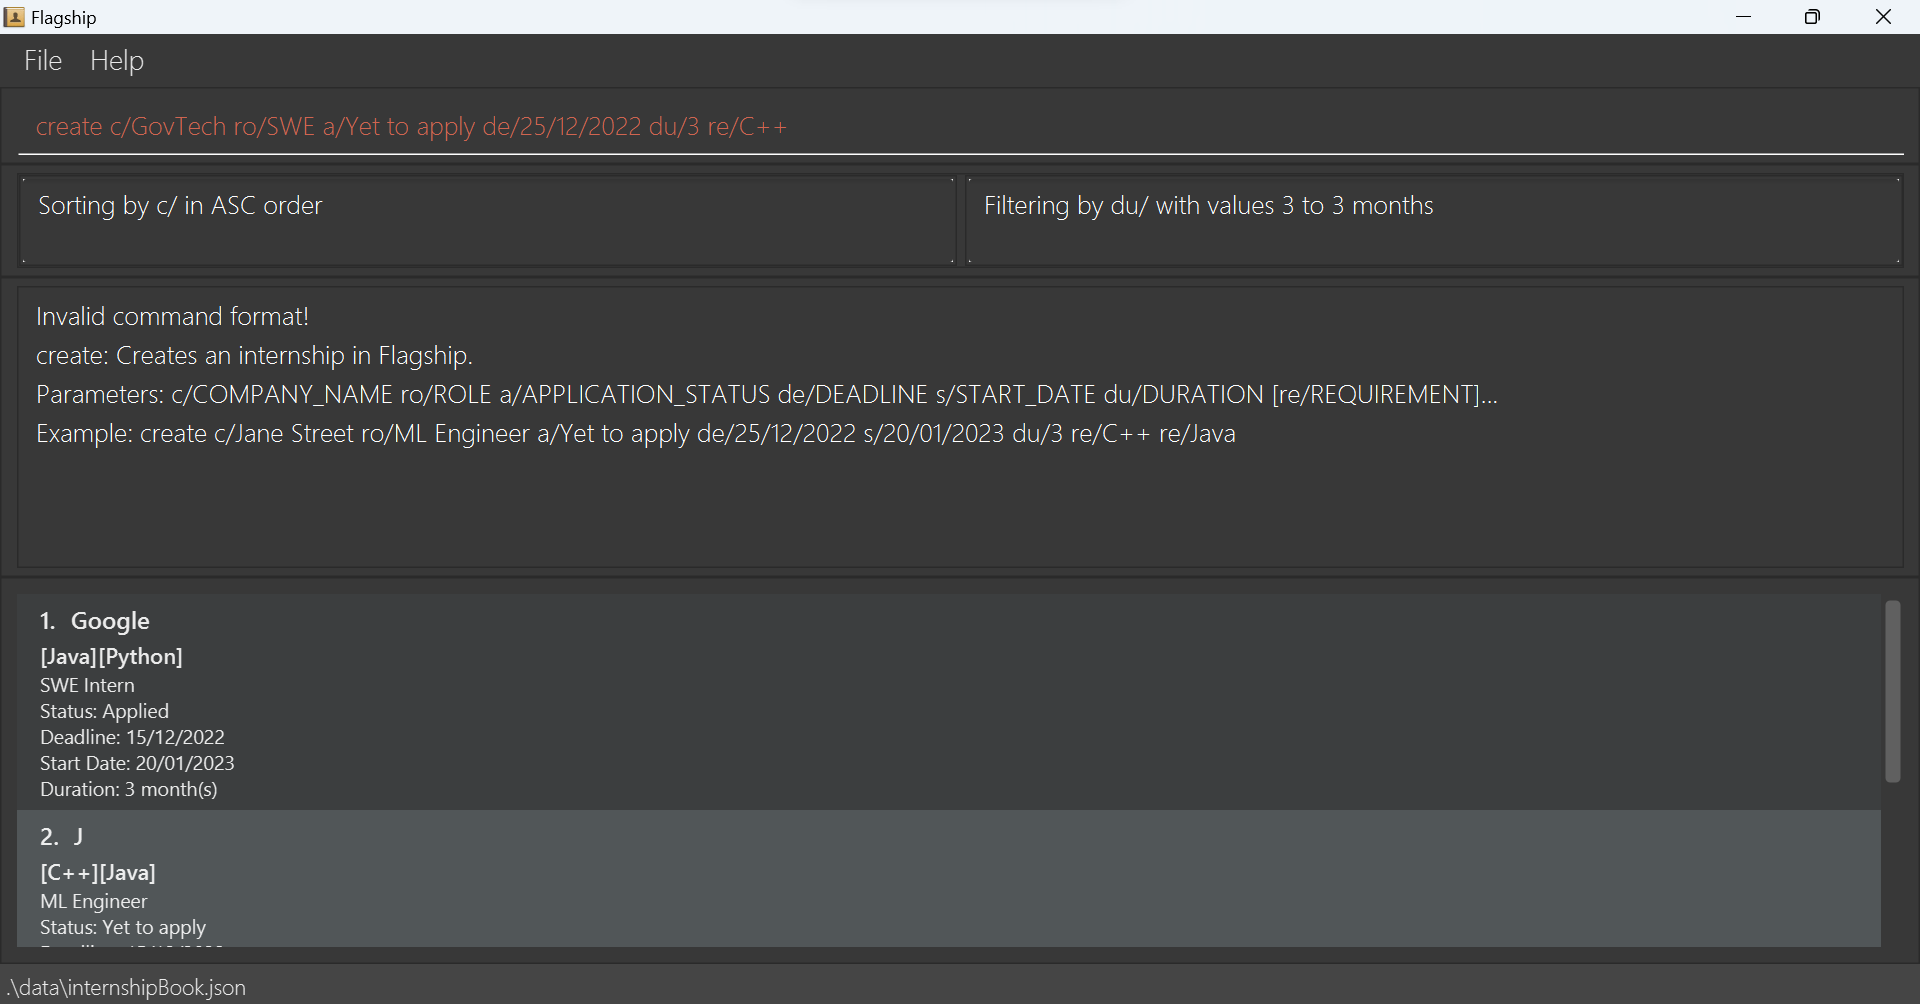 Flagship
File Help
create c/GovTech ro/SWE a/Yet to apply de/25/12/2022 du/3 re/C++
Sorting by c/ in ASC order
Filtering by du/ with values 3 to 3 months
Invalid command format!
create: Creates an internship in Flagship.
Parameters: c/COMPANY_NAME ro/ROLE a/APPLICATION_STATUS de/DEADLINE s/START_DATE du/DURATION [re/REQUIREMENT]...
Example: create c/Jane Street ro/ML Engineer a/Yet to apply de/25/12/2022 s/20/01/2023 du/3 re/C++ re/Java
1. Google
[Java][Python]
SWE Intern
Status: Applied
Deadline: 15/12/2022
Start Date: 20/01/2023
Duration: 3 month(s)
2. J
[C++][Java]
ML Engineer
Status: Yet to apply
.\data\internshipBook.json